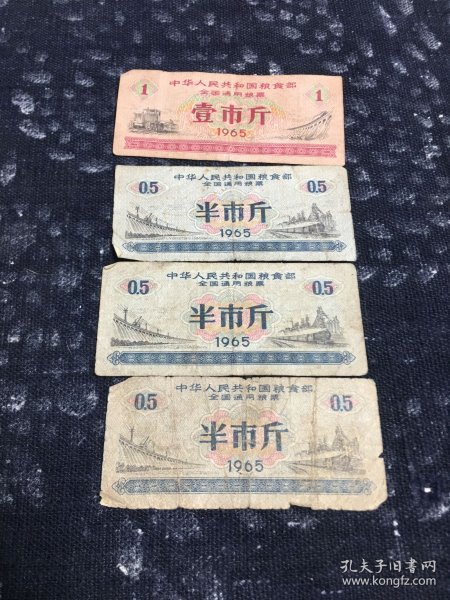 中华人民共和国粮食部
全国通用粮票
1 1
壹市斤
1965
中华人民共和国粮食部
全国通用粮票
0.5 0.5
半市斤
1965
中华人民共和国粮食部
全国通用粮票
0.5 0.5
半市斤
1965
中华人民共和国粮食部
全国通用粮票
0.5 0.5
半市斤
1965
孔夫子旧书网
www.kongfz.com